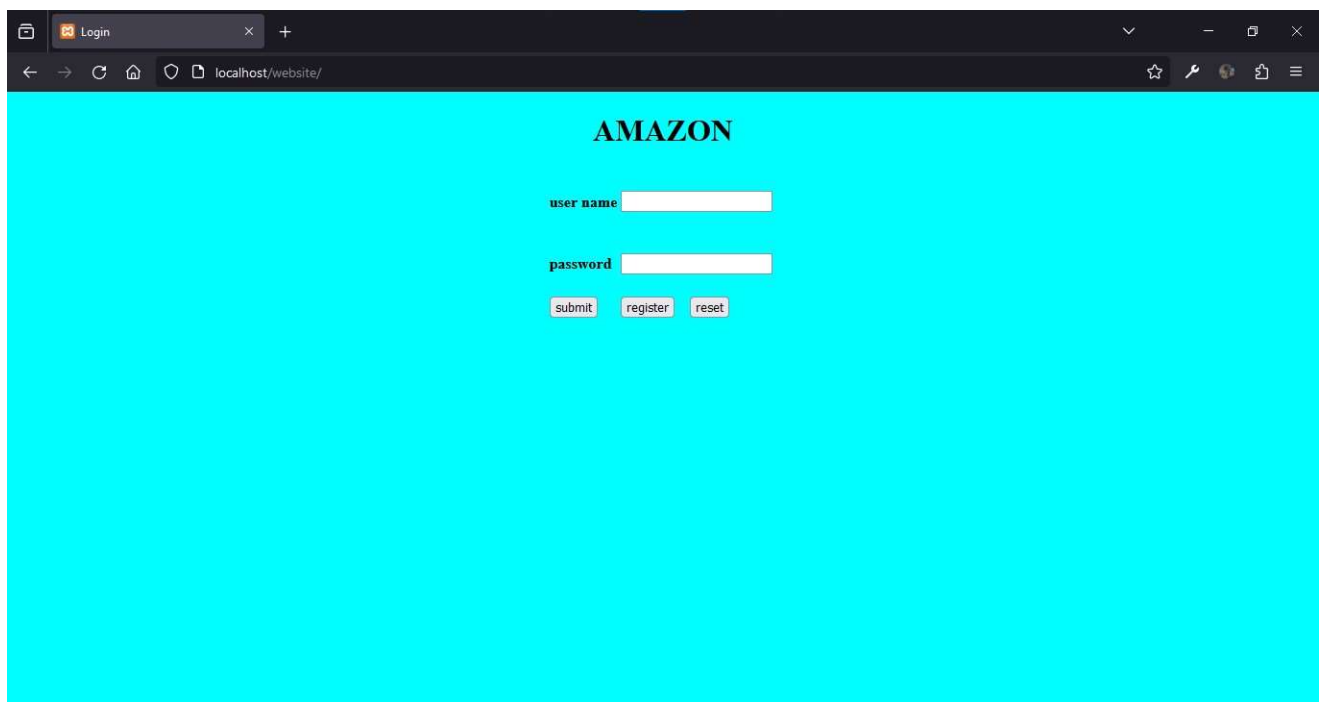 Login
localhost/website/
AMAZON
user name
password
submit register reset